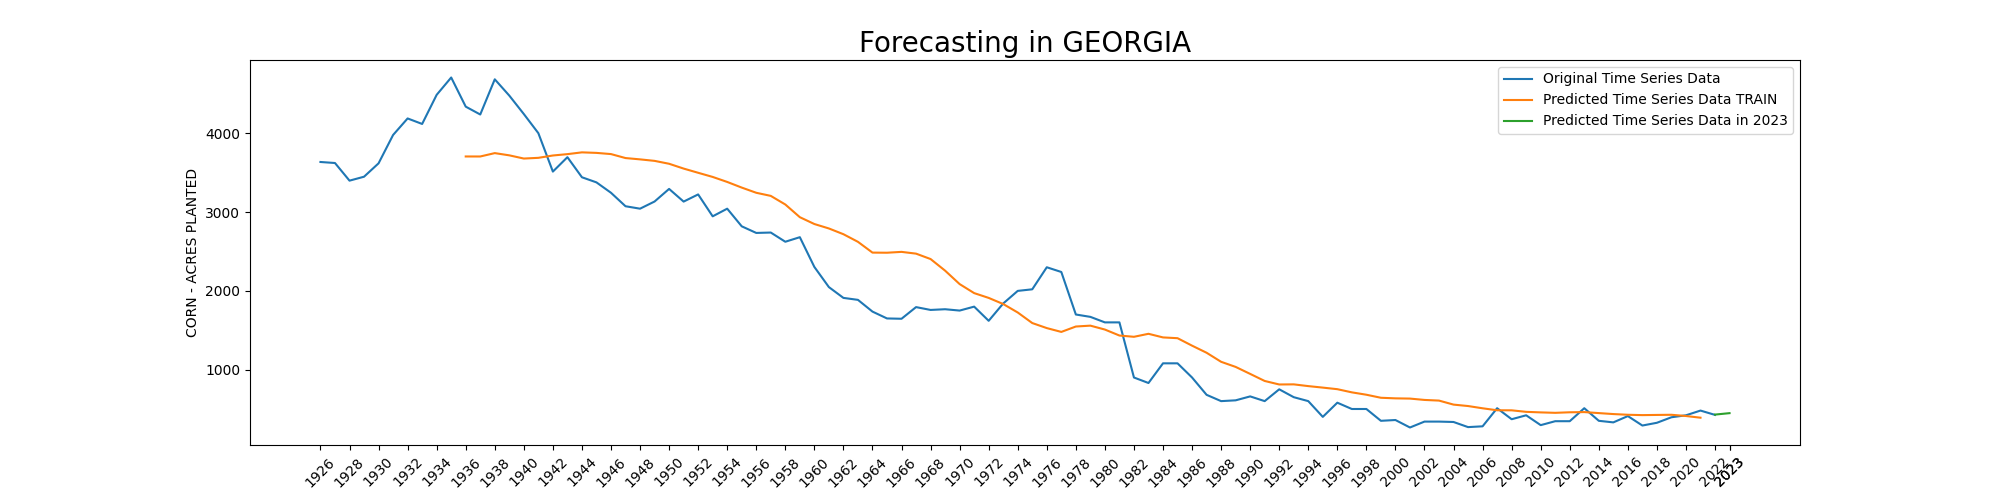 Forecasting in GEORGIA
Original Time Series Data
Predicted Time Series Data TRAIN
Predicted Time Series Data in 2023
CORN - ACRES PLANTED
4000
3000
2000
1000
1926 1928 1930 1932 1934 1936 1938 1940 1942 1944 1946 1948 1950 1952 1954 1956 1958 1960 1962 1964 1966 1968 1970 1972 1974 1976 1978 1980 1982 1984 1986 1988 1990 1992 1994 1996 1998 2000 2002 2004 2006 2008 2010 2012 2014 2016 2018 2020 2022 2023